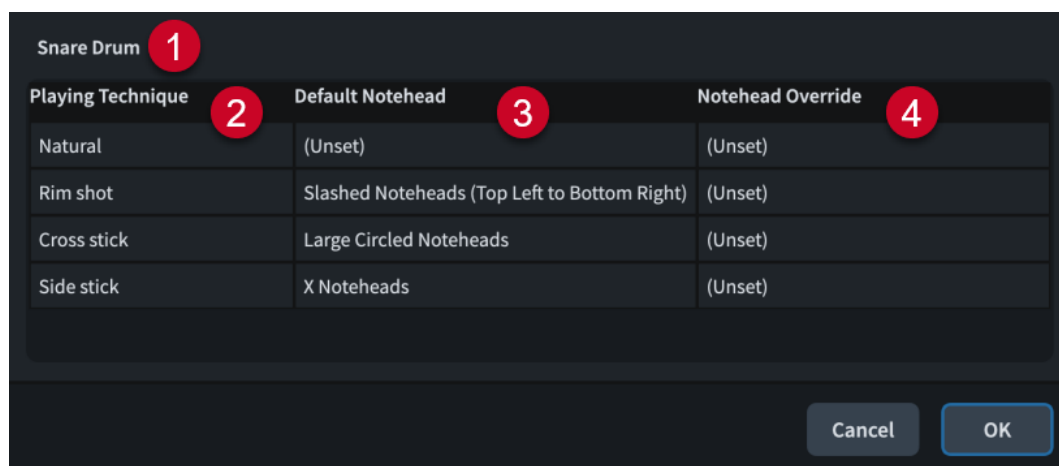 Snare Drum 1
Playing Technique 2 Default Notehead 3 Notehead Override 4
Natural (Unset) (Unset)
Rim shot Slashed Noteheads (Top Left to Bottom Right) (Unset)
Cross stick Large Circled Noteheads (Unset)
Side stick X Noteheads (Unset)
Cancel OK